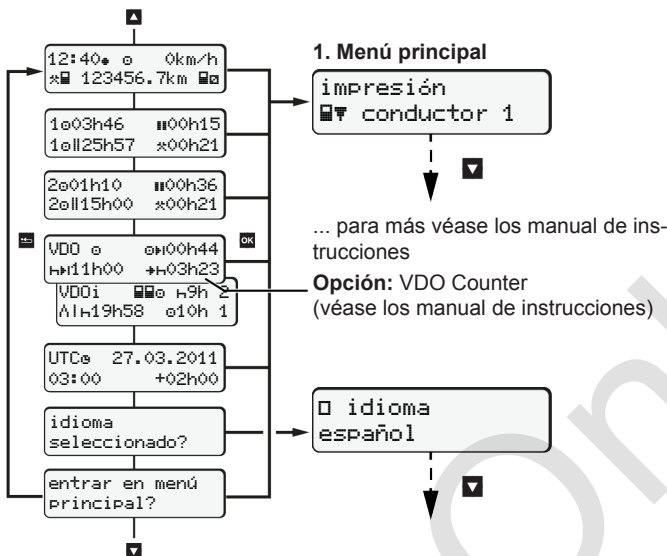 12:40 0km/h
123456.7km
1 03h46 00h15
1 25h57 00h21
2 01h10 00h36
2 15h00 00h21
VDO 00h44
11h00 03h23
VDOi 9h 2
19h58 10h 1
UTC 27.03.2011
03:00 +02h00
idioma
seleccionado?
entrar en menú
principal?
OK
1. Menú principal
impresión
conductor 1
... para más véase los manual de ins-
trucciones
Opción: VDO Counter
(véase los manual de instrucciones)
idioma
español